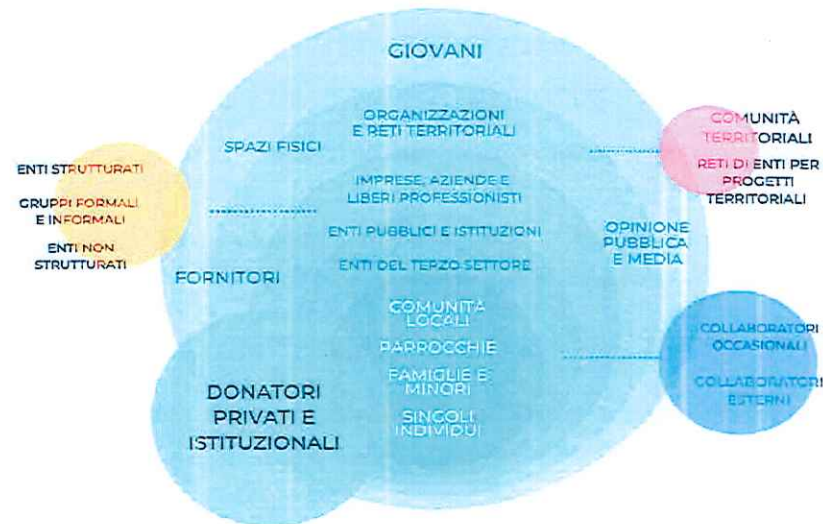 GIOVANI
ORGANIZZAZIONI
E RETI TERRITORIALI
SPAZI FISICI
COMUNITÀ
TERRITORIALI
RETI DI ENTI PER
PROGETTI
TERRITORIALI
ENTI STRUTTURATI
GRUPPI FORMALI
E INFORMALI
ENTI NON
STRUTTURATI
IMPRESE, AZIENDE E
LIBERI PROFESSIONISTI
ENTI PUBBLICI E ISTITUZIONI
ENTI DEL TERZO SETTORE
OPINIONE
PUBBLICA
E MEDIA
FORNITORI
COMUNITÀ
LOCALI
PARROCCHIE
FAMIGLIE E
MINORI
SINGOLI
INDIVIDUI
COLLABORATORI
OCCASIONALI
COLLABORATORI
ESTERNI
DONATORI
PRIVATI E
ISTITUZIONALI